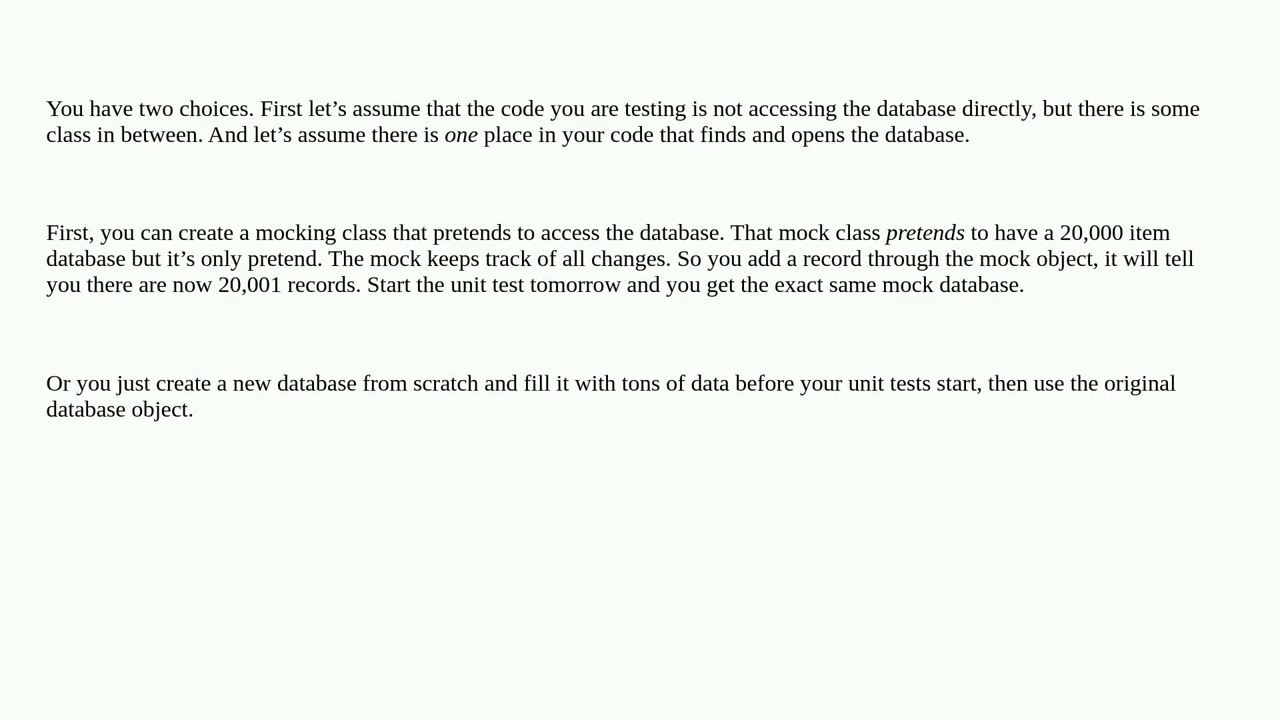 You have two choices. First let’s assume that the code you are testing is not accessing the database directly, but there is some
class in between. And let’s assume there is one place in your code that finds and opens the database.
First, you can create a mocking class that pretends to access the database. That mock class pretends to have a 20,000 item
database but it’s only pretend. The mock keeps track of all changes. So you add a record through the mock object, it will tell
you there are now 20,001 records. Start the unit test tomorrow and you get the exact same mock database.
Or you just create a new database from scratch and fill it with tons of data before your unit tests start, then use the original
database object.